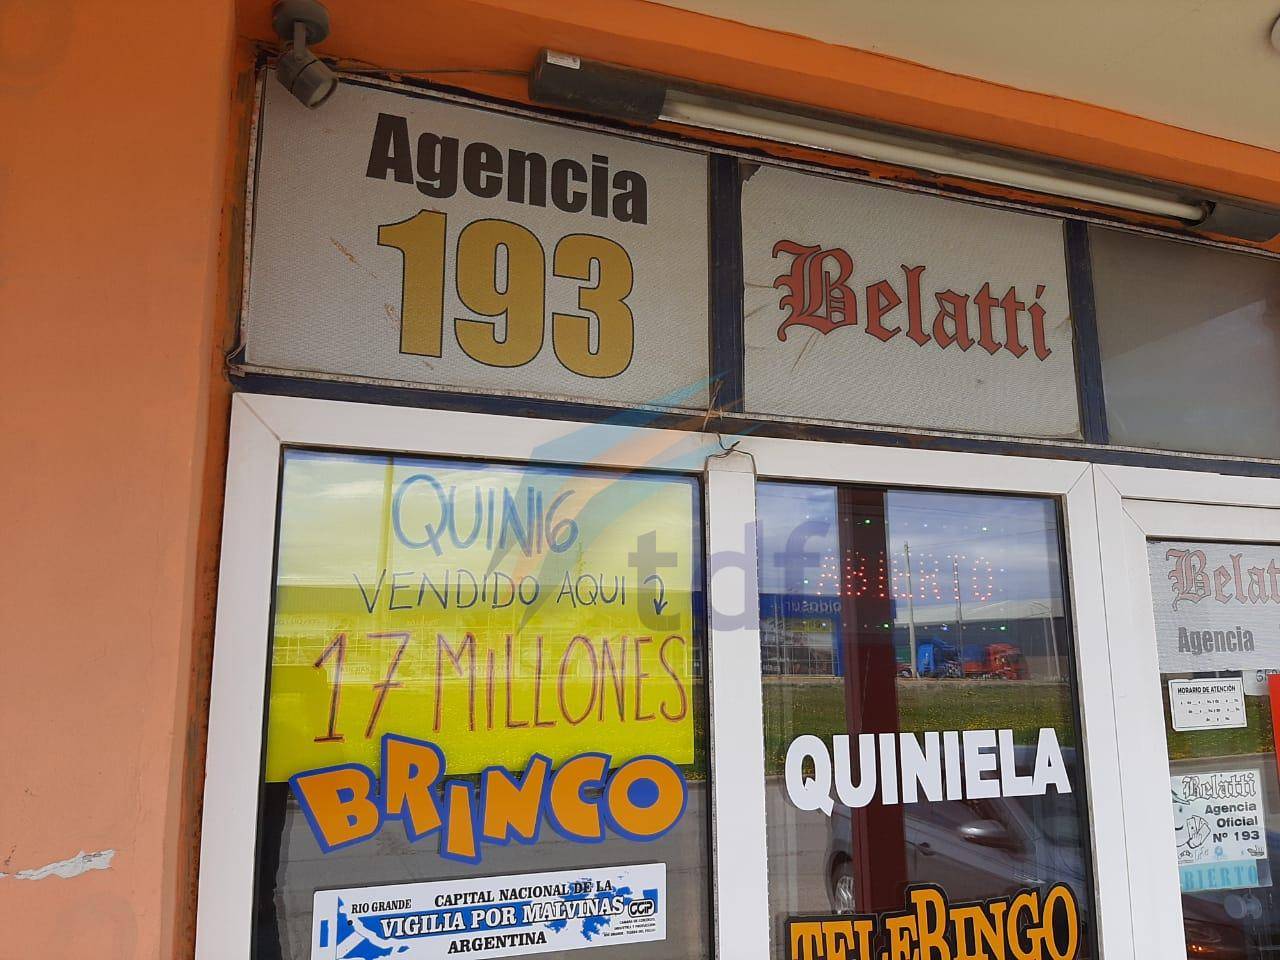 Agencia
193
Belatti
QUINI6
VENDIDO AQUI
17 MILLONES
BRINCO
RIO GRANDE
CAPITAL NACIONAL DE LA
VIGILIA POR MALVINAS
ARGENTINA
tdf
ABIERTO
QUINIELA
TELEBINGO
Belatti
Agencia
HORARIO DE ATENCIÓN
Belatti
Agencia
Oficial
Nº 193